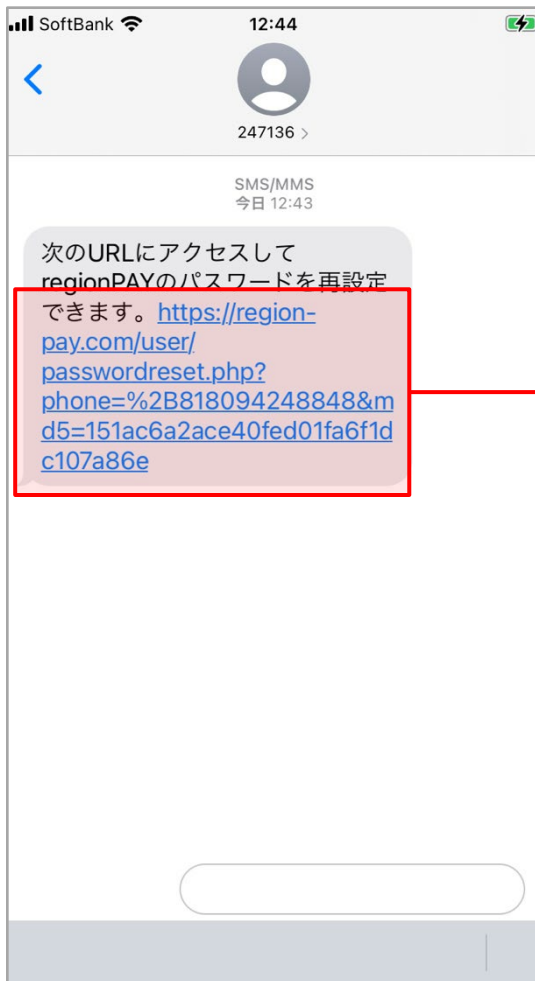 SoftBank 12:44
247136 >
SMS/MMS
今日 12:43
次のURLにアクセスして
regionPAYのパスワードを再設定
できます。https://region-
pay.com/user/
passwordreset.php?
phone=%2B818094248848&m
d5=151ac6a2ace40fed01fa6f1d
c107a86e